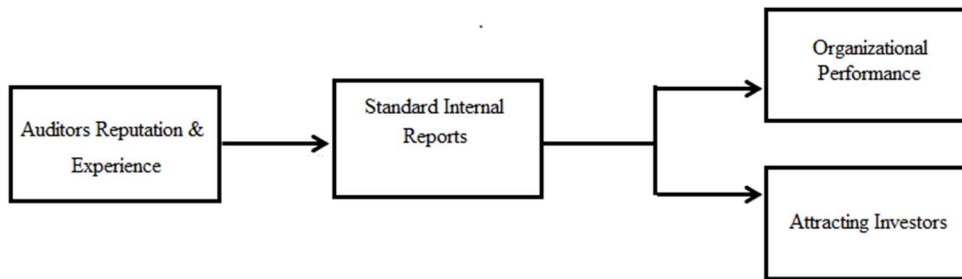 Auditors Reputation &
Experience
Standard Internal
Reports
Organizational
Performance
Attracting Investors